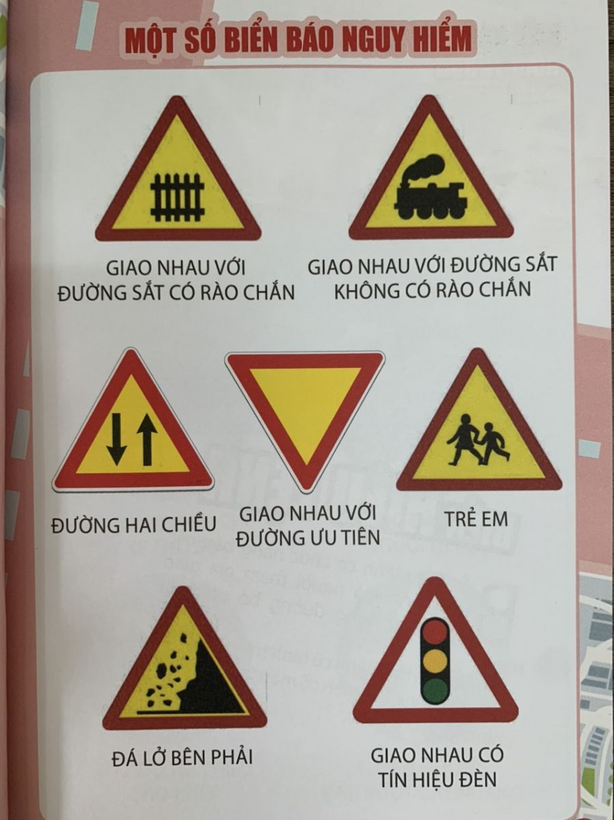 MỘT SỐ BIỂN BÁO NGUY HIỂM
GIAO NHAU VỚI
ĐƯỜNG SẮT CÓ RÀO CHẮN
GIAO NHAU VỚI ĐƯỜNG SẮT
KHÔNG CÓ RÀO CHẮN
ĐƯỜNG HAI CHIỀU
GIAO NHAU VỚI
ĐƯỜNG ƯU TIÊN
TRẺ EM
ĐÁ LỞ BÊN PHẢI
GIAO NHAU CÓ
TÍN HIỆU ĐÈN